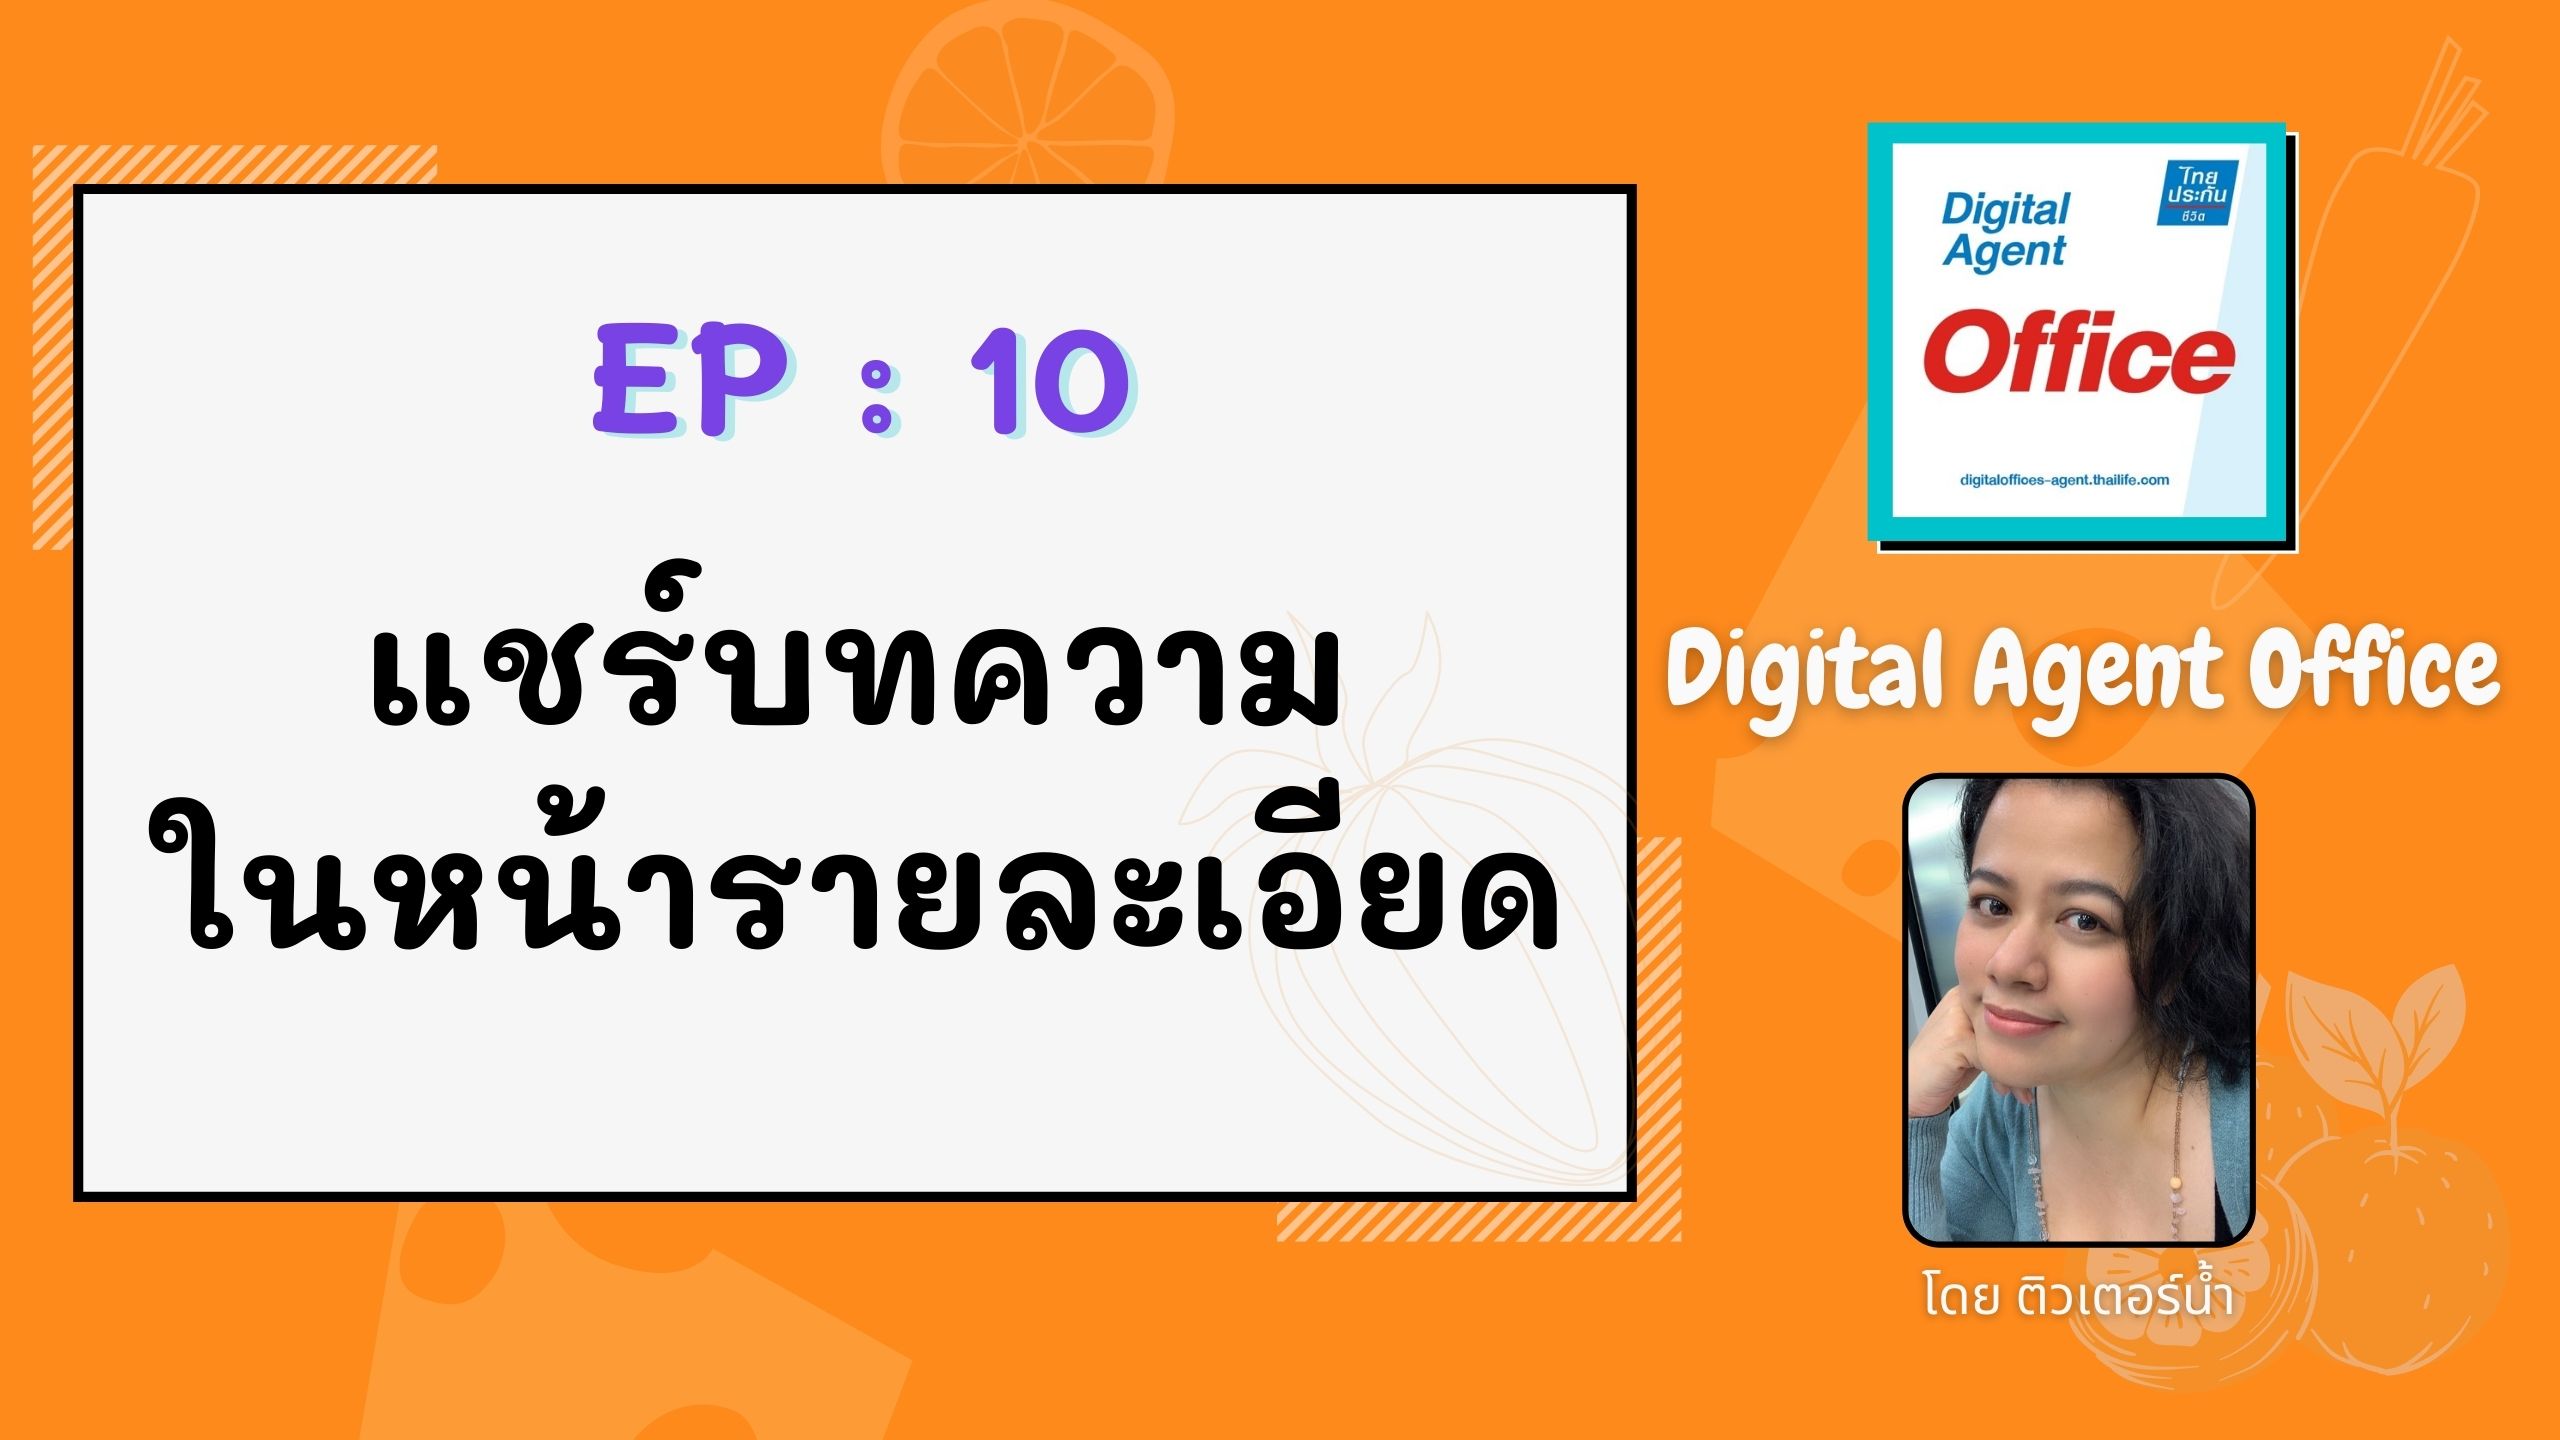 EP : 10
แชร์บทความ
ในหน้ารายละเอียด
ไทย
ประกัน
ชีวิต
Digital
Agent
Office
digitaloffices-agent.thailife.com
Digital Agent Office
โดย ติวเตอร์น้ำ